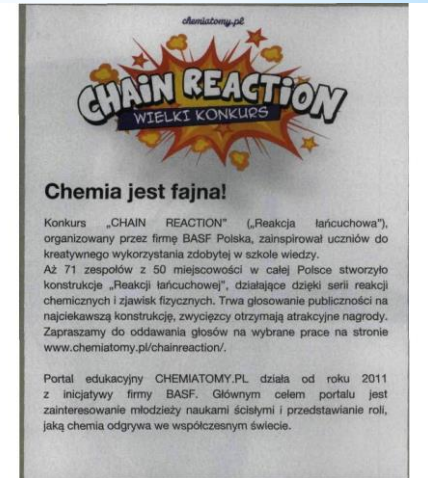 chemiatomy.pl
CHAIN REACTION
WIELKI KONKURS
Chemia jest fajna!
Konkurs „CHAIN REACTION” („Reakcja łańcuchowa”),
organizowany przez firmę BASF Polska, zainspirował uczniów do
kreatywnego wykorzystania zdobytej w szkole wiedzy.
Aż 71 zespołów z 50 miejscowości w całej Polsce stworzyło
konstrukcje „Reakcji łańcuchowej”, działające dzięki serii reakcji
chemicznych i zjawisk fizycznych. Trwa głosowanie publiczności na
najciekawszą konstrukcję, zwycięzcy otrzymają atrakcyjne nagrody.
Zapraszamy do oddawania głosów na wybrane prace na stronie
www.chemiatomy.pl/chainreaction/.
Portal edukacyjny CHEMIATOMY.PL działa od roku 2011
z inicjatywy firmy BASF. Głównym celem portalu jest
zainteresowanie młodzieży naukami ścisłymi i przedstawianie roli,
jaką chemia odgrywa we współczesnym świecie.